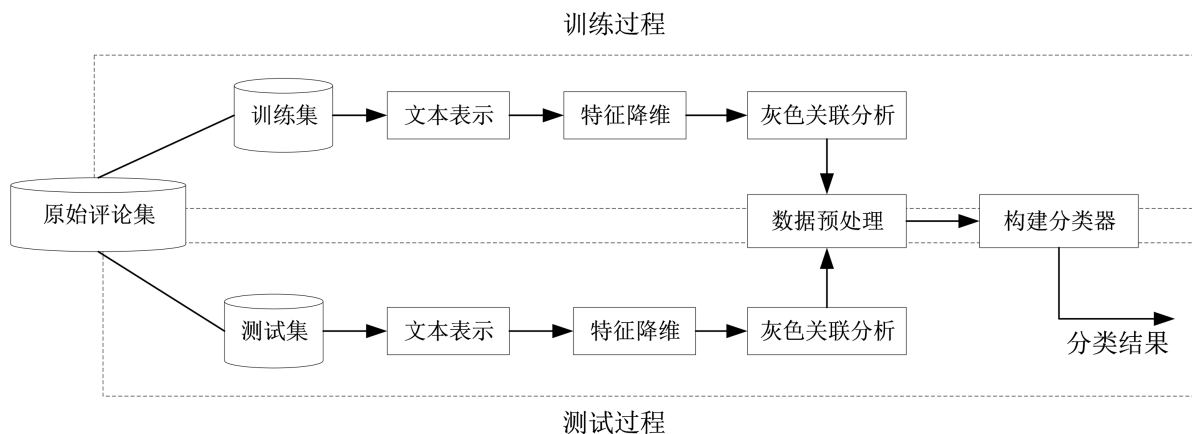 训练过程
训练集
文本表示
特征降维
灰色关联分析
原始评论集
数据预处理
构建分类器
测试集
文本表示
特征降维
灰色关联分析
分类结果
测试过程